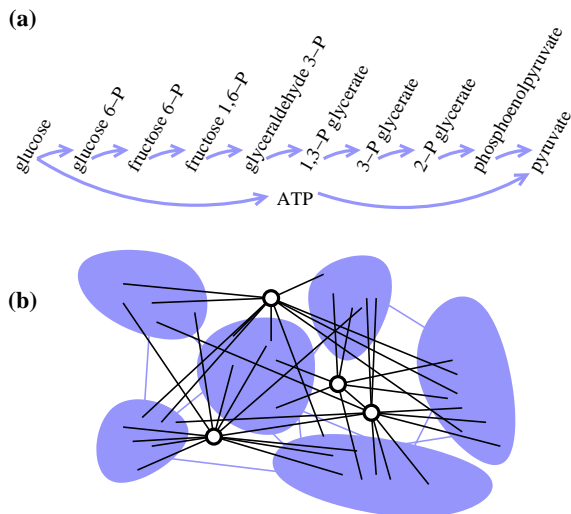 (a)
glucose
glucose 6–P
fructose 6–P
fructose 1,6–P
glyceraldehyde 3–P
1,3–P glycerate
3–P glycerate
2–P glycerate
phosphoenolpyruvate
pyruvate
ATP
(b)